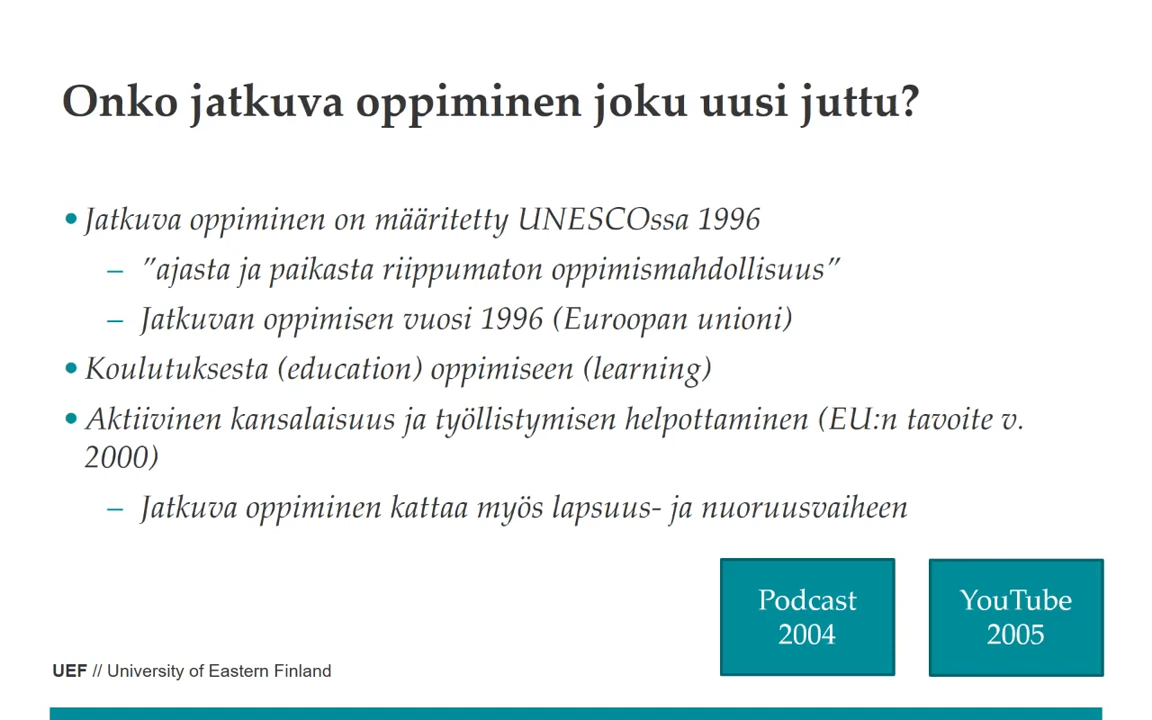 Onko jatkuva oppiminen joku uusi juttu?
• Jatkuva oppiminen on määritetty UNESCOssa 1996
– ”ajasta ja paikasta riippumaton oppimismahdollisuus”
– Jatkuvan oppimisen vuosi 1996 (Euroopan unioni)
• Koulutuksesta (education) oppimiseen (learning)
• Aktiivinen kansalaisuus ja työllistymisen helpottaminen (EU:n tavoite v.
2000)
– Jatkuva oppiminen kattaa myös lapsuus- ja nuoruusvaiheen
Podcast
2004
YouTube
2005
UEF // University of Eastern Finland